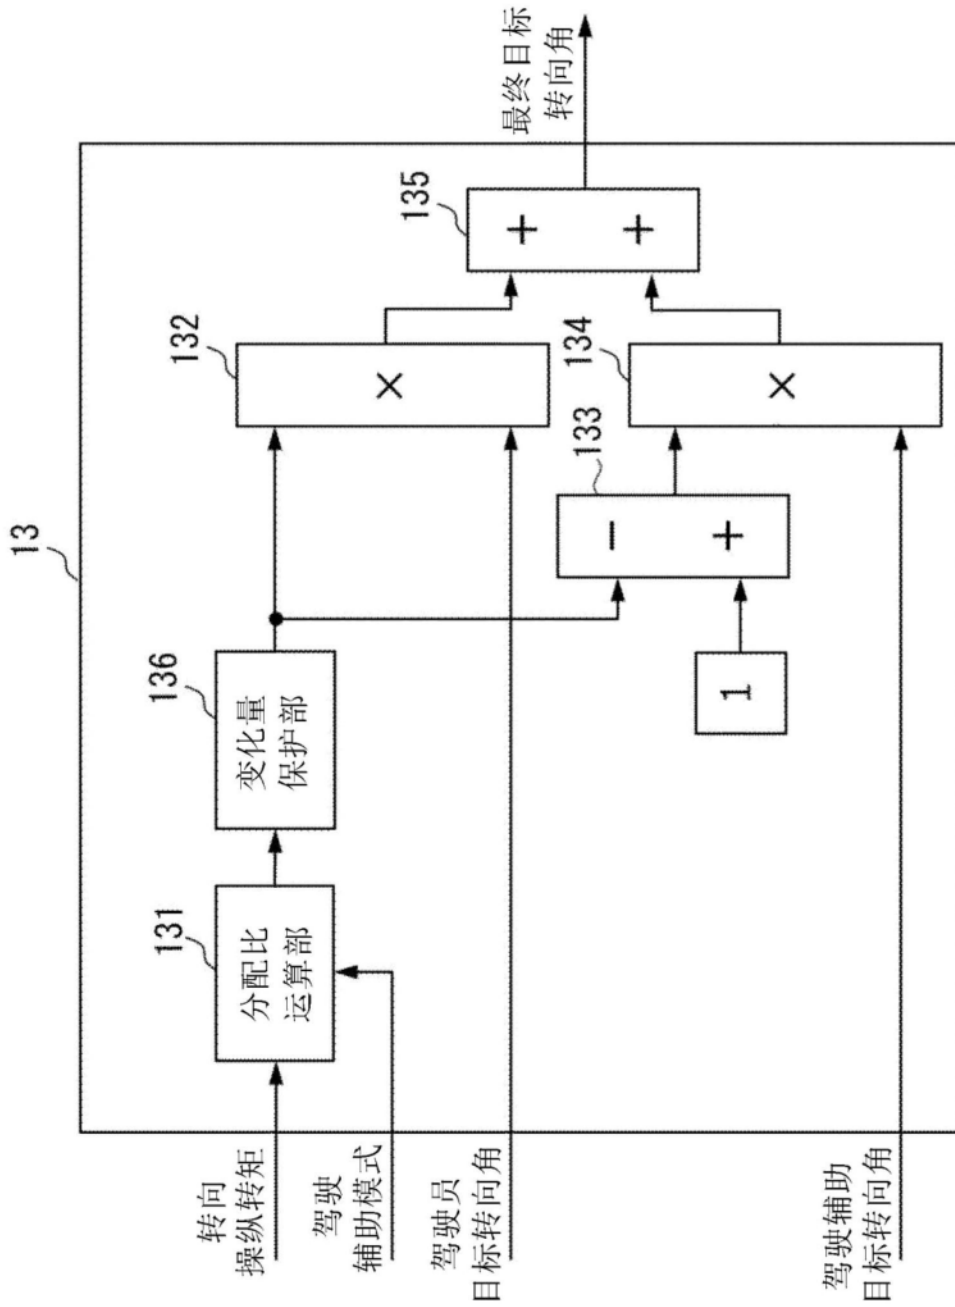 13
转向
操纵转矩
驾驶
辅助模式
驾驶员
目标转向角
驾驶辅助
目标转向角
131
分配比
运算部
136
变化量
保护部
132
×
133
−
+
1
134
×
135
+
+
最终目标
转向角